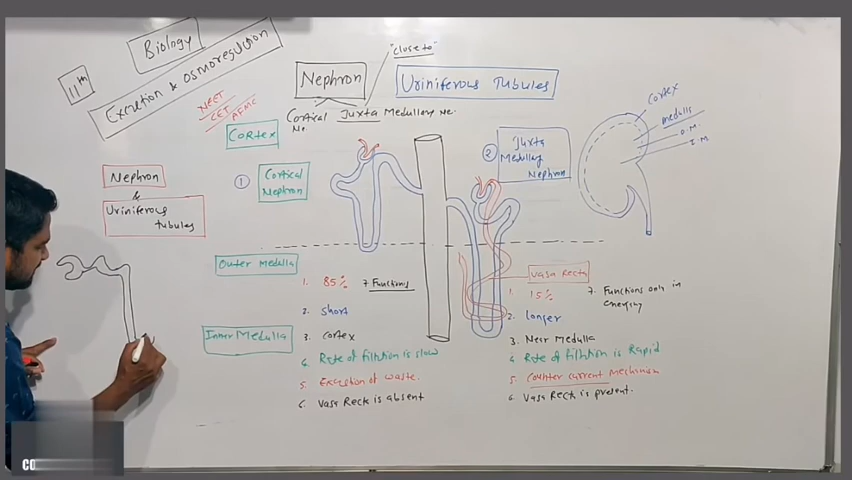 Biology
11th
Excretion & osmoregulation
NEET
CET
AFMC
Nephron
Uriniferous Tubules
"close to"
Cortical
Ne.
Juxta Medullary Ne.
CoRtex
Nephron
&
Uriniferous
tubules
1
Cortical
Nephron
2
Juxta
Medullary
Nephron
Cortex
medulla
O.M.
I.M.
Outer Medulla
Inner Medulla
1. 85%
7 Functions
2. short
3. Cortex
4. Rate of filtration is slow
5. Excretion of waste.
6. Vasa Recta is absent
Vasa Recta
1. 15%
7. Functions only in
2. longer
3. Near Medulla
4. Rate of filtration is Rapid
5. Counter current Mechanism
6. Vasa Recta is present.
CO